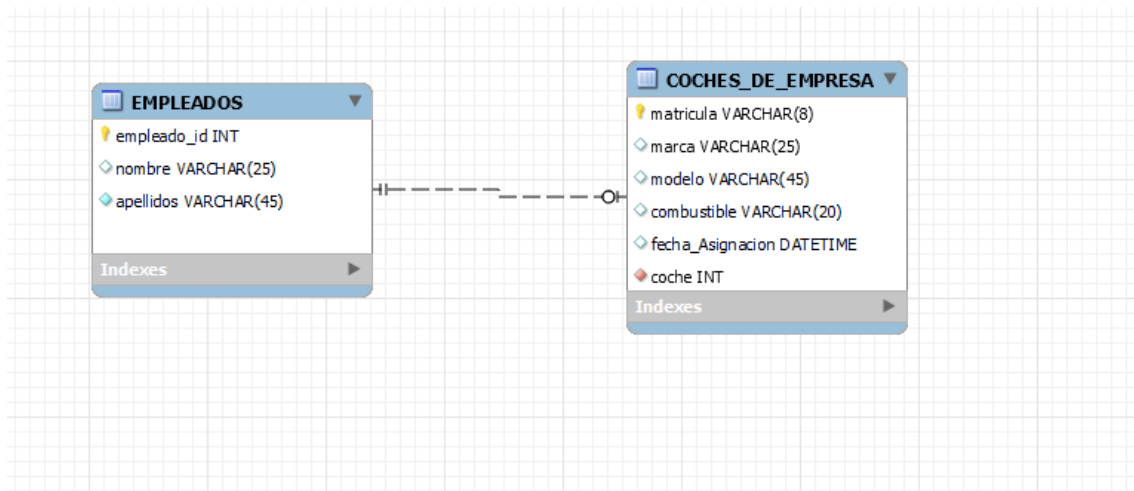 EMPLEADOS
empleado_id INT
nombre VARCHAR(25)
apellidos VARCHAR(45)
Indexes
COCHES_DE_EMPRESA
matricula VARCHAR(8)
marca VARCHAR(25)
modelo VARCHAR(45)
combustible VARCHAR(20)
fecha_Asignacion DATETIME
coche INT
Indexes